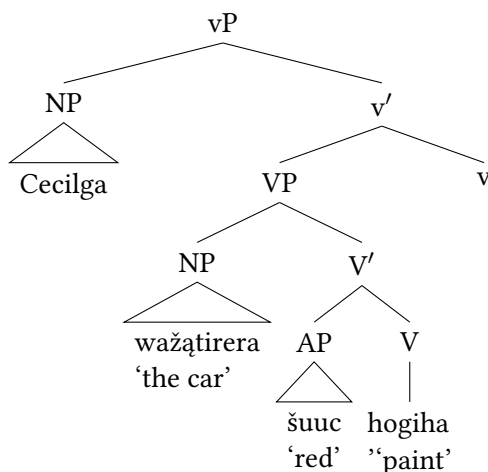 vP
NP v′
Cecilga VP v
NP V′
wažątirera AP V
‘the car’
šuuc hogiha
‘red’ ’‘paint’